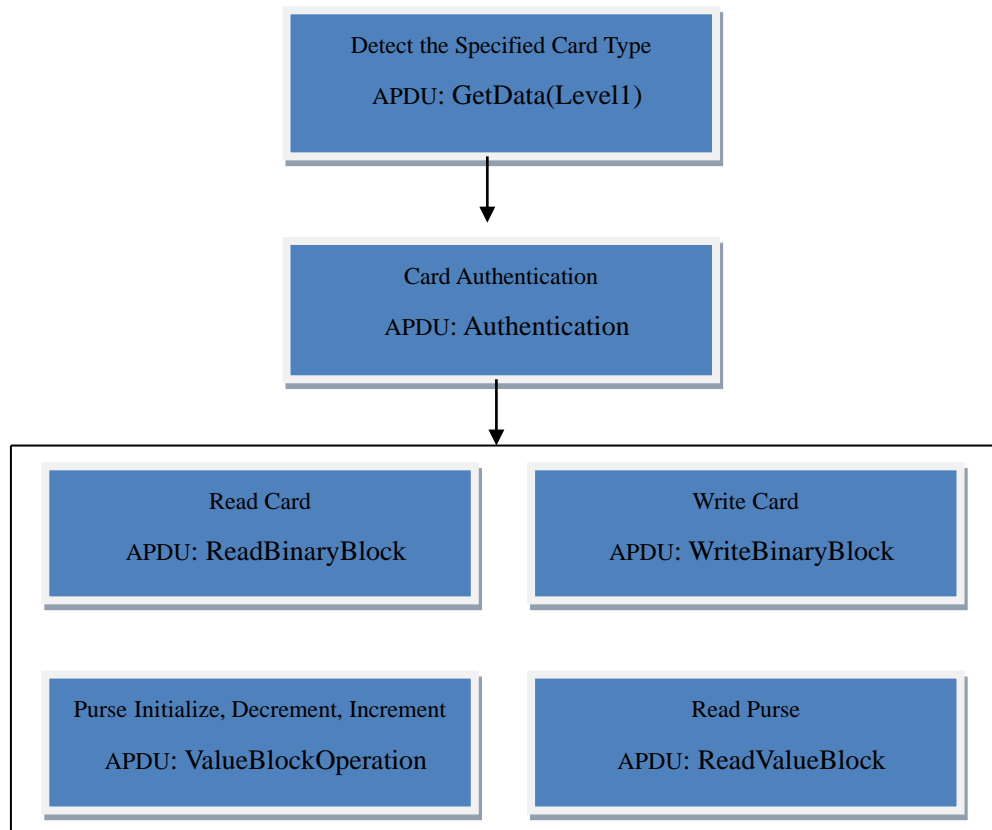 Detect the Specified Card Type
APDU: GetData(Level1)
Card Authentication
APDU: Authentication
Read Card
APDU: ReadBinaryBlock
Write Card
APDU: WriteBinaryBlock
Purse Initialize, Decrement, Increment
APDU: ValueBlockOperation
Read Purse
APDU: ReadValueBlock